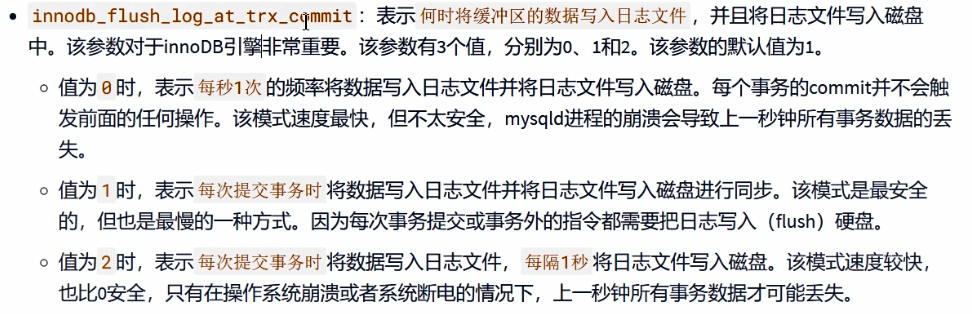 innodb_flush_log_at_trx_commit：表示何时将缓冲区的数据写入日志文件，并且将日志文件写入磁盘
中。该参数对于innoDB引擎非常重要。该参数有3个值，分别为0、1和2。该参数的默认值为1。
值为0时，表示每秒1次的频率将数据写入日志文件并将日志文件写入磁盘。每个事务的commit并不会触
发前面的任何操作。该模式速度最快，但不太安全，mysqld进程的崩溃会导致上一秒钟所有事务数据的丢
失。
值为1时，表示每次提交事务时将数据写入日志文件并将日志文件写入磁盘进行同步。该模式是最安全
的，但也是最慢的一种方式。因为每次事务提交或事务外的指令都需要把日志写入（flush）硬盘。
值为2时，表示每次提交事务时将数据写入日志文件，每隔1秒将日志文件写入磁盘。该模式速度较快，
也比0安全，只有在操作系统崩溃或者系统断电的情况下，上一秒钟所有事务数据才可能丢失。